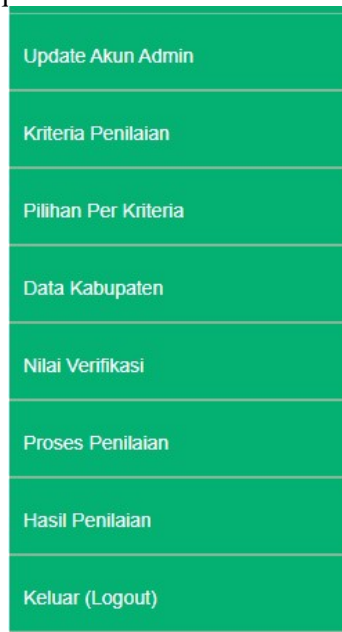 Update Akun Admin
Kriteria Penilaian
Pilihan Per Kriteria
Data Kabupaten
Nilai Verifikasi
Proses Penilaian
Hasil Penilaian
Keluar (Logout)